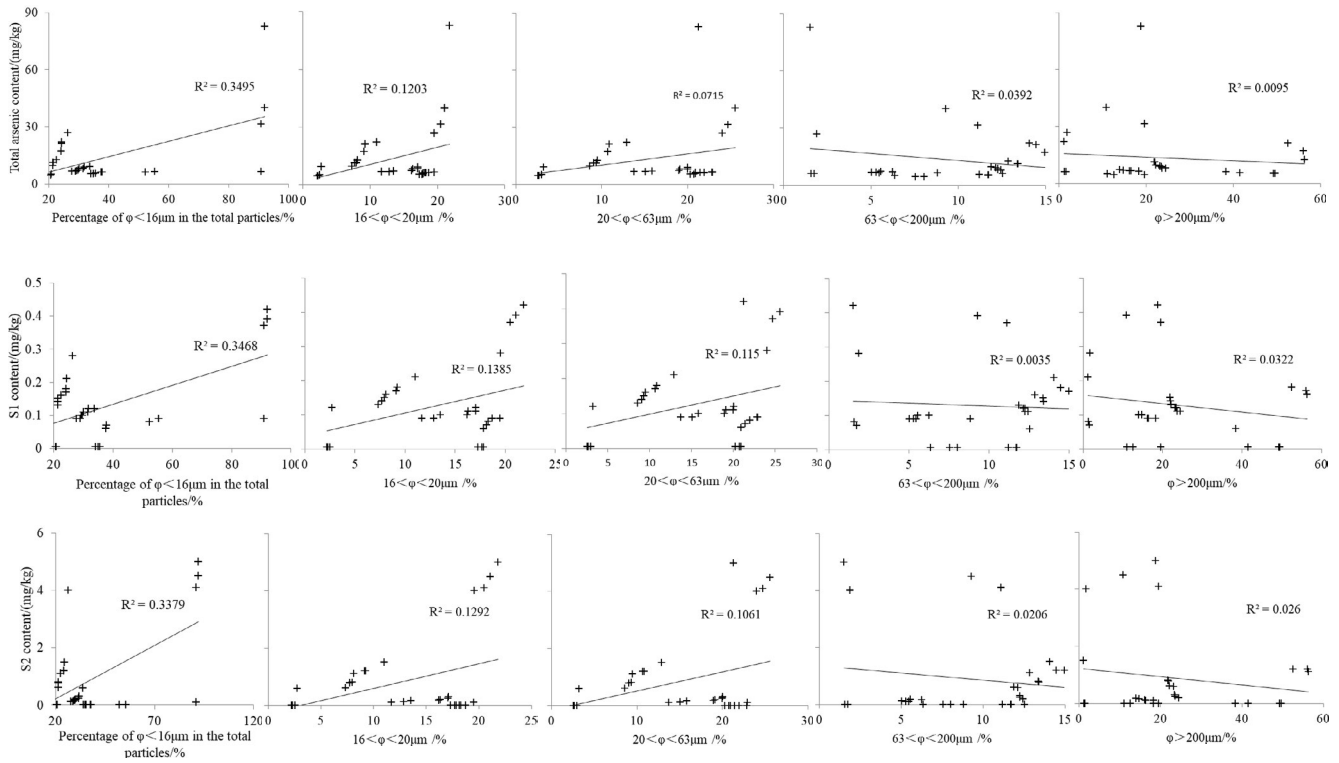 90
60
30
0
Total arsenic content/(mg/kg)
R² = 0.3495
20 40 60 80 100
Percentage of φ<16μm in the total particles/%
R² = 0.1203
0 10 20 30
16<φ<20μm /%
R² = 0.0715
0 10 20 30
20<φ<63μm /%
R² = 0.0392
5 10 15
63<φ<200μm /%
R² = 0.0095
0 20 40 60
φ>200μm/%
0.5
0.4
0.3
0.2
0.1
0
S1 content/(mg/kg)
R² = 0.3468
20 40 60 80 100
Percentage of φ<16μm in the total
particles/%
R² = 0.1385
0 5 10 15 20 25
16<φ<20μm /%
R² = 0.115
0 10 20 30
20<φ<63μm /%
R² = 0.0035
0 5 10 15
63<φ<200μm /%
R² = 0.0322
0 20 40 60
φ>200μm/%
6
4
2
0
S2 content/(mg/kg)
R² = 0.3379
20 70 120
Percentage of φ<16μm in the total
particles/%
R² = 0.1292
0 5 10 15 20 25
16<φ<20μm /%
R² = 0.1061
0 10 20 30
20<φ<63μm /%
R² = 0.0206
0 5 10 15
63<φ<200μm /%
R² = 0.026
0 20 40 60
φ>200μm/%